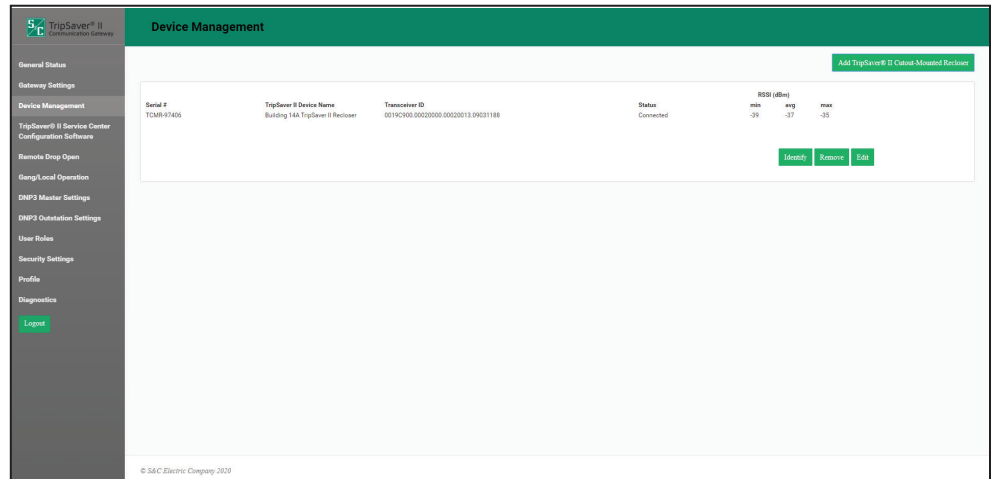 S&C TripSaver® II
Communication Gateway
Device Management
General Status
Gateway Settings
Device Management
TripSaver® II Service Center
Configuration Software
Remote Drop Open
Gang/Local Operation
DNP3 Master Settings
DNP3 Outstation Settings
User Roles
Security Settings
Profile
Diagnostics
Logout
Add TripSaver® II Cutout-Mounted Recloser
RSSI (dBm)
Serial # TripSaver II Device Name Transceiver ID Status min avg max
TCMR-97406 Building 14A TripSaver II Recloser 0019C900.00020000.00020013.09031188 Connected -39 -37 -35
Identify Remove Edit
© S&C Electric Company 2020